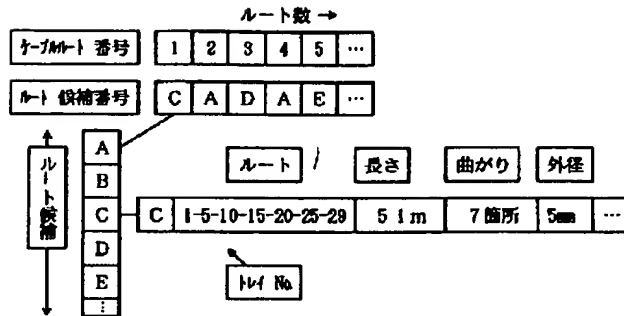 ルート数 →
ケーブルルート 番号 1 2 3 4 5 …
ルート 候補番号 C A D A E …
ルート候補
A
B
ルート 長さ 曲がり 外径
C C 1-5-10-15-20-25-29 51m 7箇所 5mm …
D
トレイ No.
E
⋮